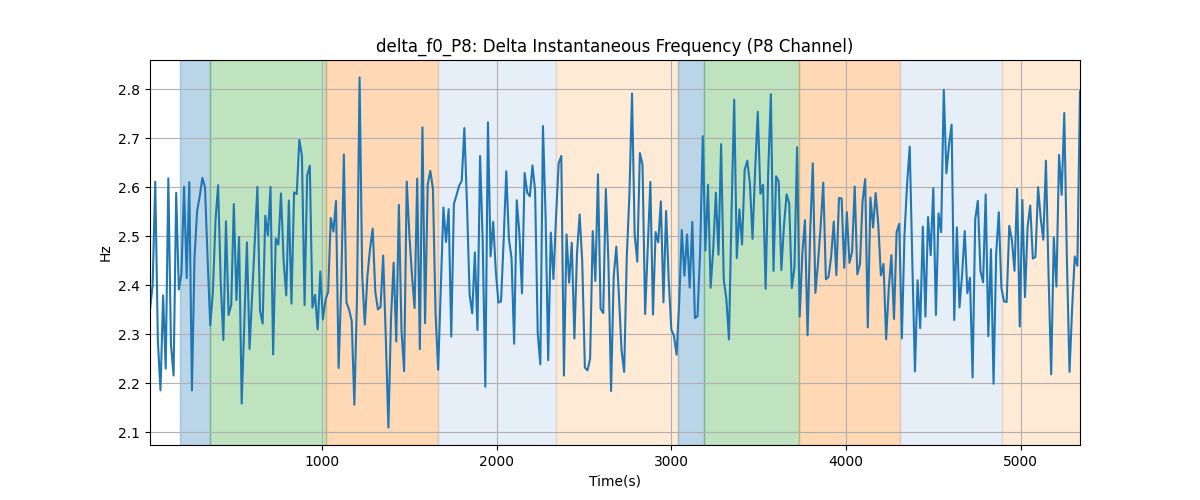 delta_f0_P8: Delta Instantaneous Frequency (P8 Channel)
Hz
2.8
2.7
2.6
2.5
2.4
2.3
2.2
2.1
1000 2000 3000 4000 5000
Time(s)